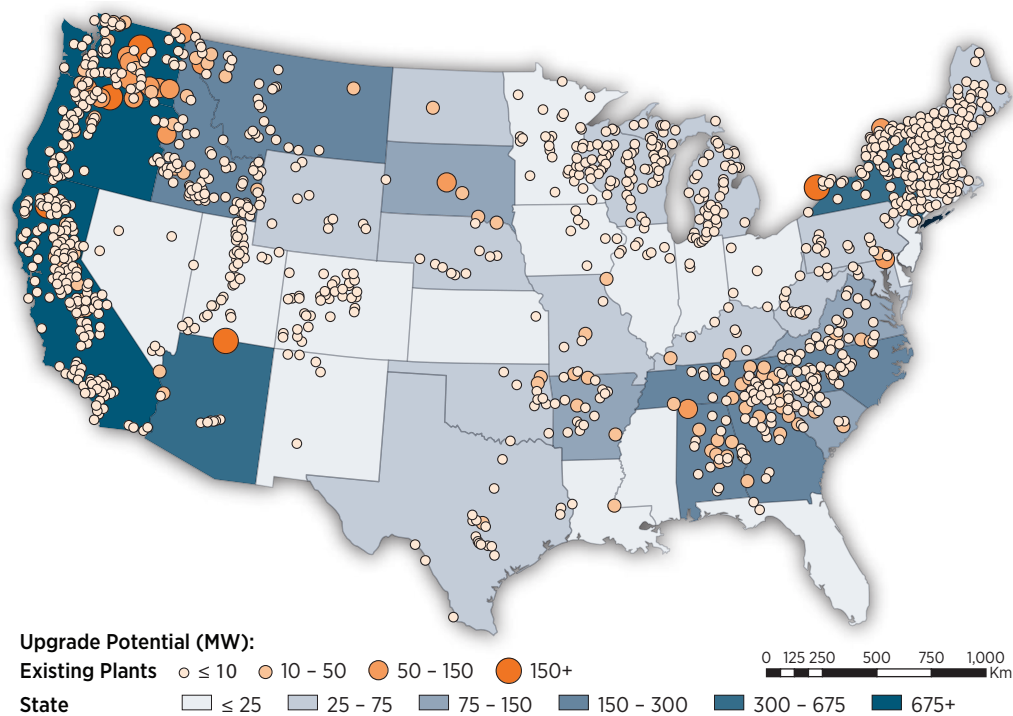 Upgrade Potential (MW):
Existing Plants ≤ 10 10 – 50 50 – 150 150+
0 125 250 500 750 1,000
Km
State ≤ 25 25 – 75 75 – 150 150 – 300 300 – 675 675+